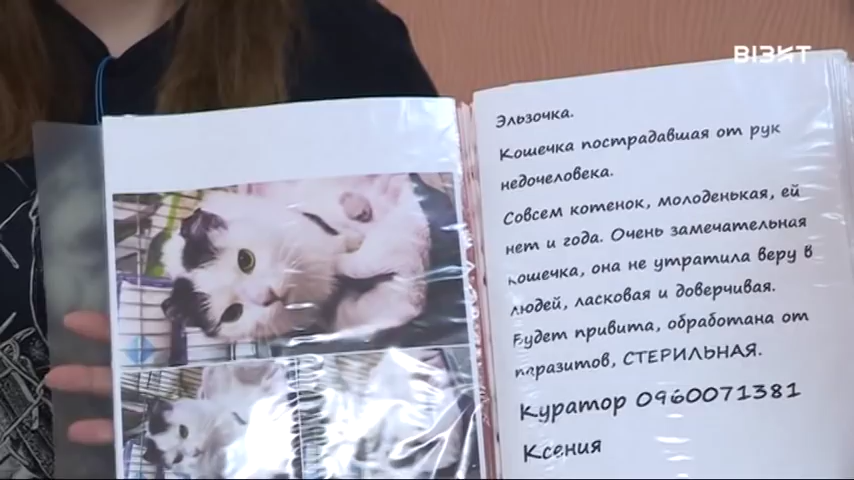 ВІЗИТ
Эльзочка.
Кошечка пострадавшая от рук
недочеловека.
Совсем котенок, молоденькая, ей
нет и года. Очень замечательная
кошечка, она не утратила веру в
людей, ласковая и доверчивая.
Будет привита, обработана от
паразитов, СТЕРИЛЬНАЯ.
Куратор 0960071381
Ксения